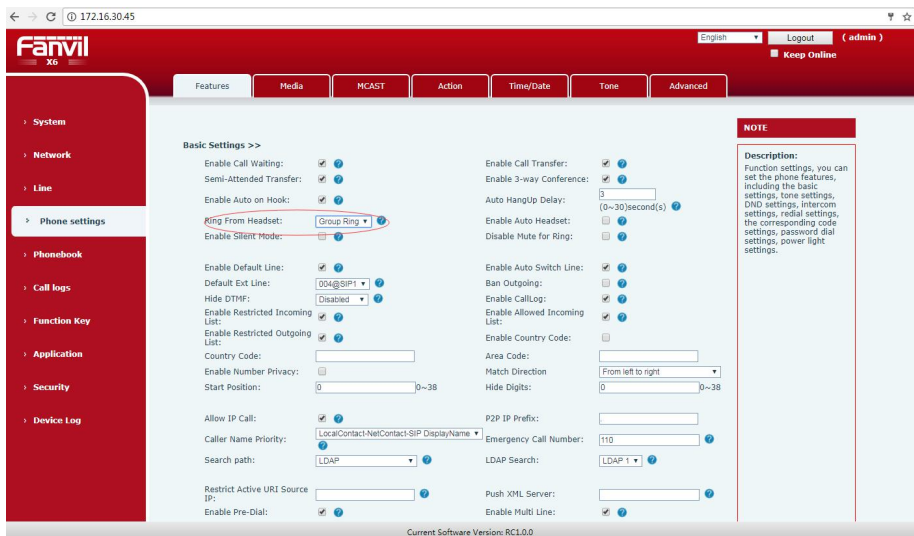 172.16.30.45
Fanvil
X6
English
Logout
( admin )
Keep Online
Features
Media
MCAST
Action
Time/Date
Tone
Advanced
› System
› Network
› Line
› Phone settings
› Phonebook
› Call logs
› Function Key
› Application
› Security
› Device Log
Basic Settings >>
Enable Call Waiting:
Enable Call Transfer:
Semi-Attended Transfer:
Enable 3-way Conference:
Enable Auto on Hook:
Auto HangUp Delay:
3
(0~30)second(s)
Ring From Headset:
Group Ring
Enable Auto Headset:
Enable Silent Mode:
Disable Mute for Ring:
Enable Default Line:
Enable Auto Switch Line:
Default Ext Line:
004@SIP1
Ban Outgoing:
Hide DTMF:
Disabled
Enable CallLog:
Enable Restricted Incoming
List:
Enable Allowed Incoming
List:
Enable Restricted Outgoing
List:
Enable Country Code:
Country Code:
Area Code:
Enable Number Privacy:
Match Direction
From left to right
Start Position:
0
0~38
Hide Digits:
0
0~38
Allow IP Call:
P2P IP Prefix:
.
Caller Name Priority:
LocalContact-NetContact-SIP DisplayName
Emergency Call Number:
110
Search path:
LDAP
LDAP Search:
LDAP 1
Restrict Active URI Source
IP:
Push XML Server:
Enable Pre-Dial:
Enable Multi Line:
NOTE
Description:
Function settings, you can
set the phone features,
including the basic
settings, tone settings,
DND settings, intercom
settings, redial settings,
the corresponding code
settings, password dial
settings, power light
settings.
Current Software Version: RC1.0.0